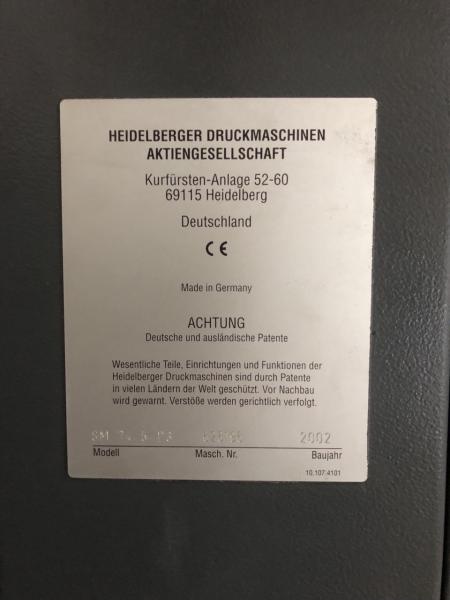 HEIDELBERGER DRUCKMASCHINEN
AKTIENGESELLSCHAFT
Kurfürsten-Anlage 52-60
69115 Heidelberg
Deutschland
CE
Made in Germany
ACHTUNG
Deutsche und ausländische Patente
Wesentliche Teile, Einrichtungen und Funktionen der
Heidelberger Druckmaschinen sind durch Patente
in vielen Ländern der Welt geschützt. Vor Nachbau
wird gewarnt. Verstöße werden gerichtlich verfolgt.
SM 2002
Modell Masch. Nr. Baujahr
10.107.4101